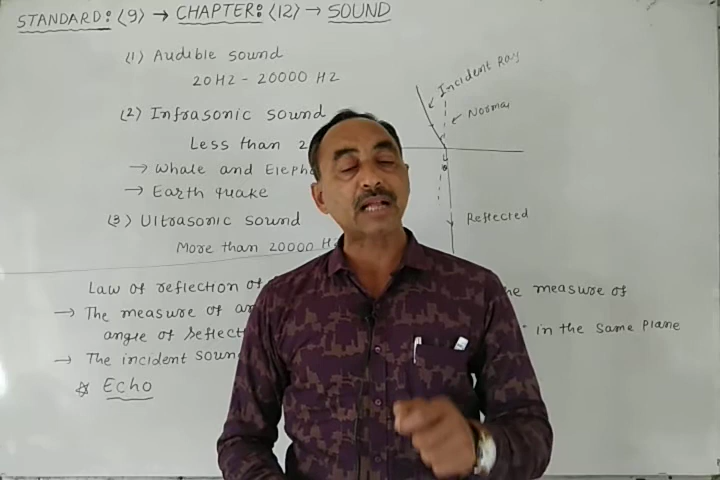 STANDARD: <9> → CHAPTER: <12> → SOUND
(1) Audible sound
20HZ - 20000 HZ
(2) Infrasonic sound
Less than
→ Whale and
→ Earth quake
(3) Ultrasonic sound
More than 20000 H
Incident Ray
Normal
Reflected
Law of reflection of
→ The measure of
the measure of
angle of
→ The incident
in the same plane
☆ Echo